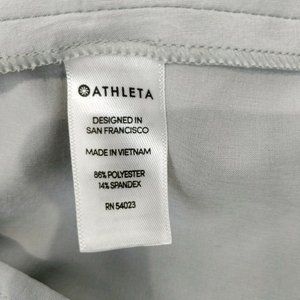 ATHLETA
DESIGNED IN
SAN FRANCISCO
MADE IN VIETNAM
86% POLYESTER
14% SPANDEX
RN 54023